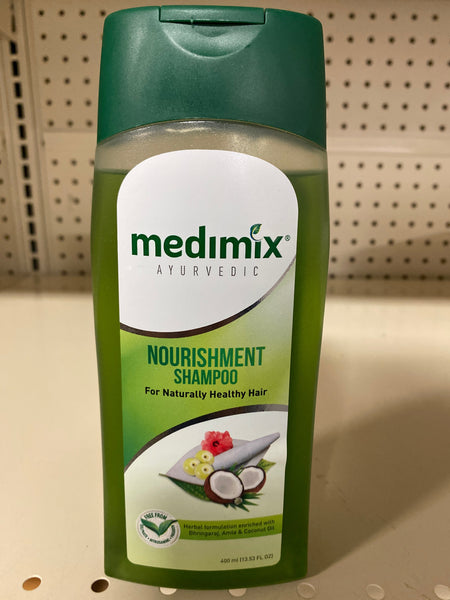 medimix®
AYURVEDIC
NOURISHMENT
SHAMPOO
For Naturally Healthy Hair
FREE FROM
Herbal formulation enriched with
Bhringaraj, Amla & Coconut Oil
400 ml (13.53 FL OZ)